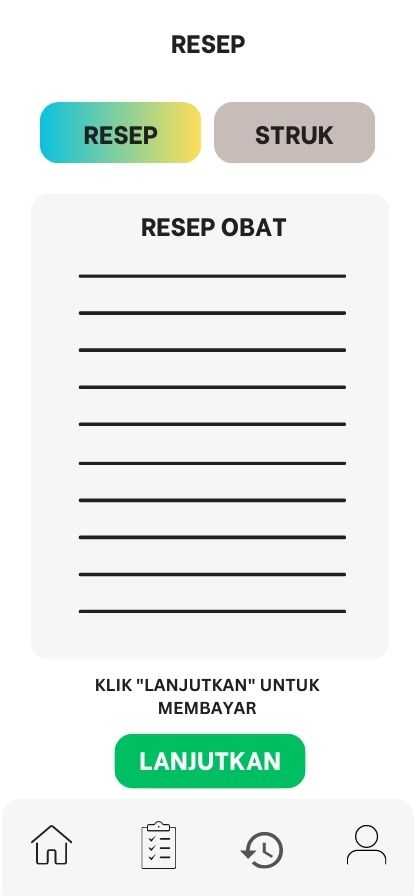 RESEP
RESEP
STRUK
RESEP OBAT
KLIK "LANJUTKAN" UNTUK
MEMBAYAR
LANJUTKAN